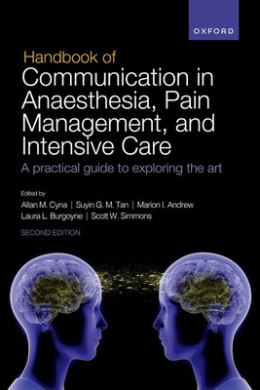 OXFORD
Handbook of
Communication in
Anaesthesia, Pain
Management, and
Intensive Care
A practical guide to exploring the art
Edited by
Allan M. Cyna | Suyin G. M. Tan | Marion I. Andrew
Laura L. Burgoyne | Scott W. Simmons
SECOND EDITION